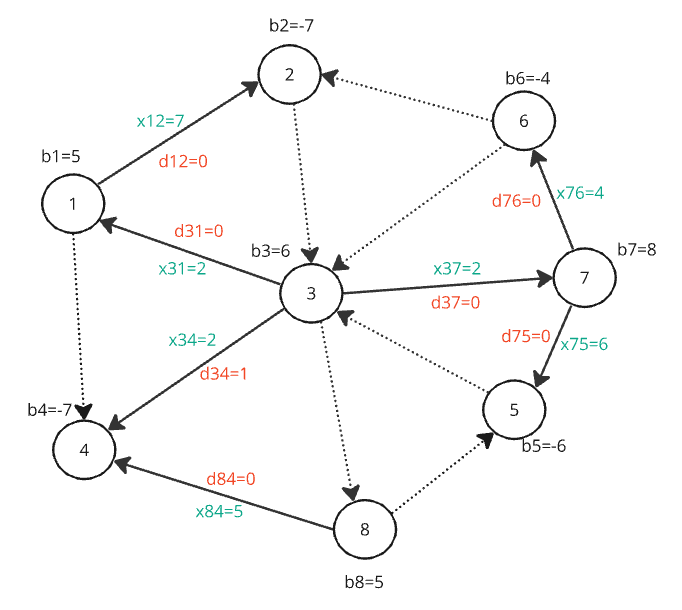 b2=-7
2
b6=-4
6
x12=7
d12=0
b1=5
1
d31=0
x31=2
b3=6
3
d76=0
x76=4
b7=8
7
x37=2
d37=0
x34=2
d34=1
d75=0
x75=6
b4=-7
4
5
b5=-6
d84=0
x84=5
8
b8=5